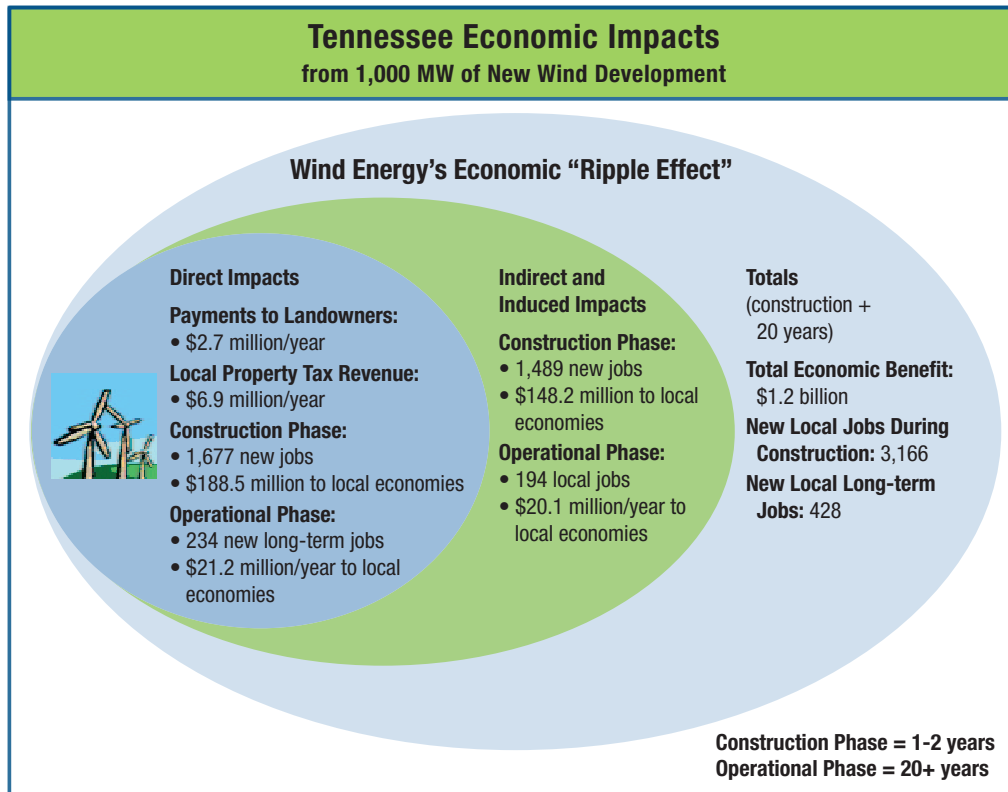 Tennessee Economic Impacts
from 1,000 MW of New Wind Development
Wind Energy’s Economic “Ripple Effect”
Direct Impacts
Payments to Landowners:
• $2.7 million/year
Local Property Tax Revenue:
• $6.9 million/year
Construction Phase:
• 1,677 new jobs
• $188.5 million to local economies
Operational Phase:
• 234 new long-term jobs
• $21.2 million/year to local
economies
Indirect and
Induced Impacts
Construction Phase:
• 1,489 new jobs
• $148.2 million to local
economies
Operational Phase:
• 194 local jobs
• $20.1 million/year to
local economies
Totals
(construction +
20 years)
Total Economic Benefit:
$1.2 billion
New Local Jobs During
Construction: 3,166
New Local Long-term
Jobs: 428
Construction Phase = 1-2 years
Operational Phase = 20+ years